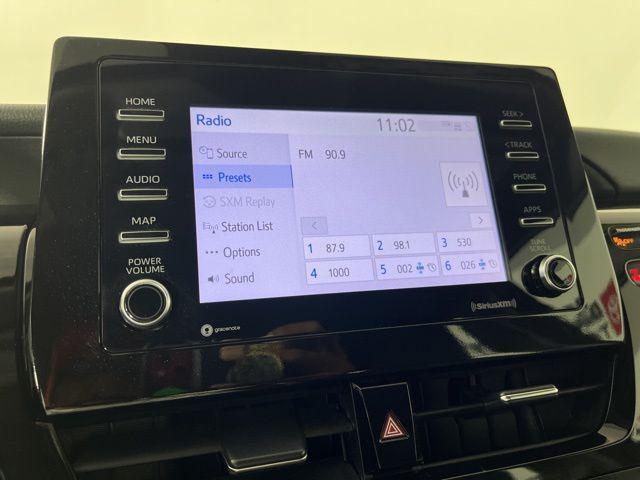 HOME
MENU
AUDIO
MAP
POWER
VOLUME
Radio
11:02
Source
Presets
SXM Replay
Station List
Options
Sound
FM 90.9
1 87.9
2 98.1
3 530
4 1000
5 002
6 026
SEEK >
< TRACK
PHONE
APPS
TUNE
SCROLL
gracenote
((SiriusXM))